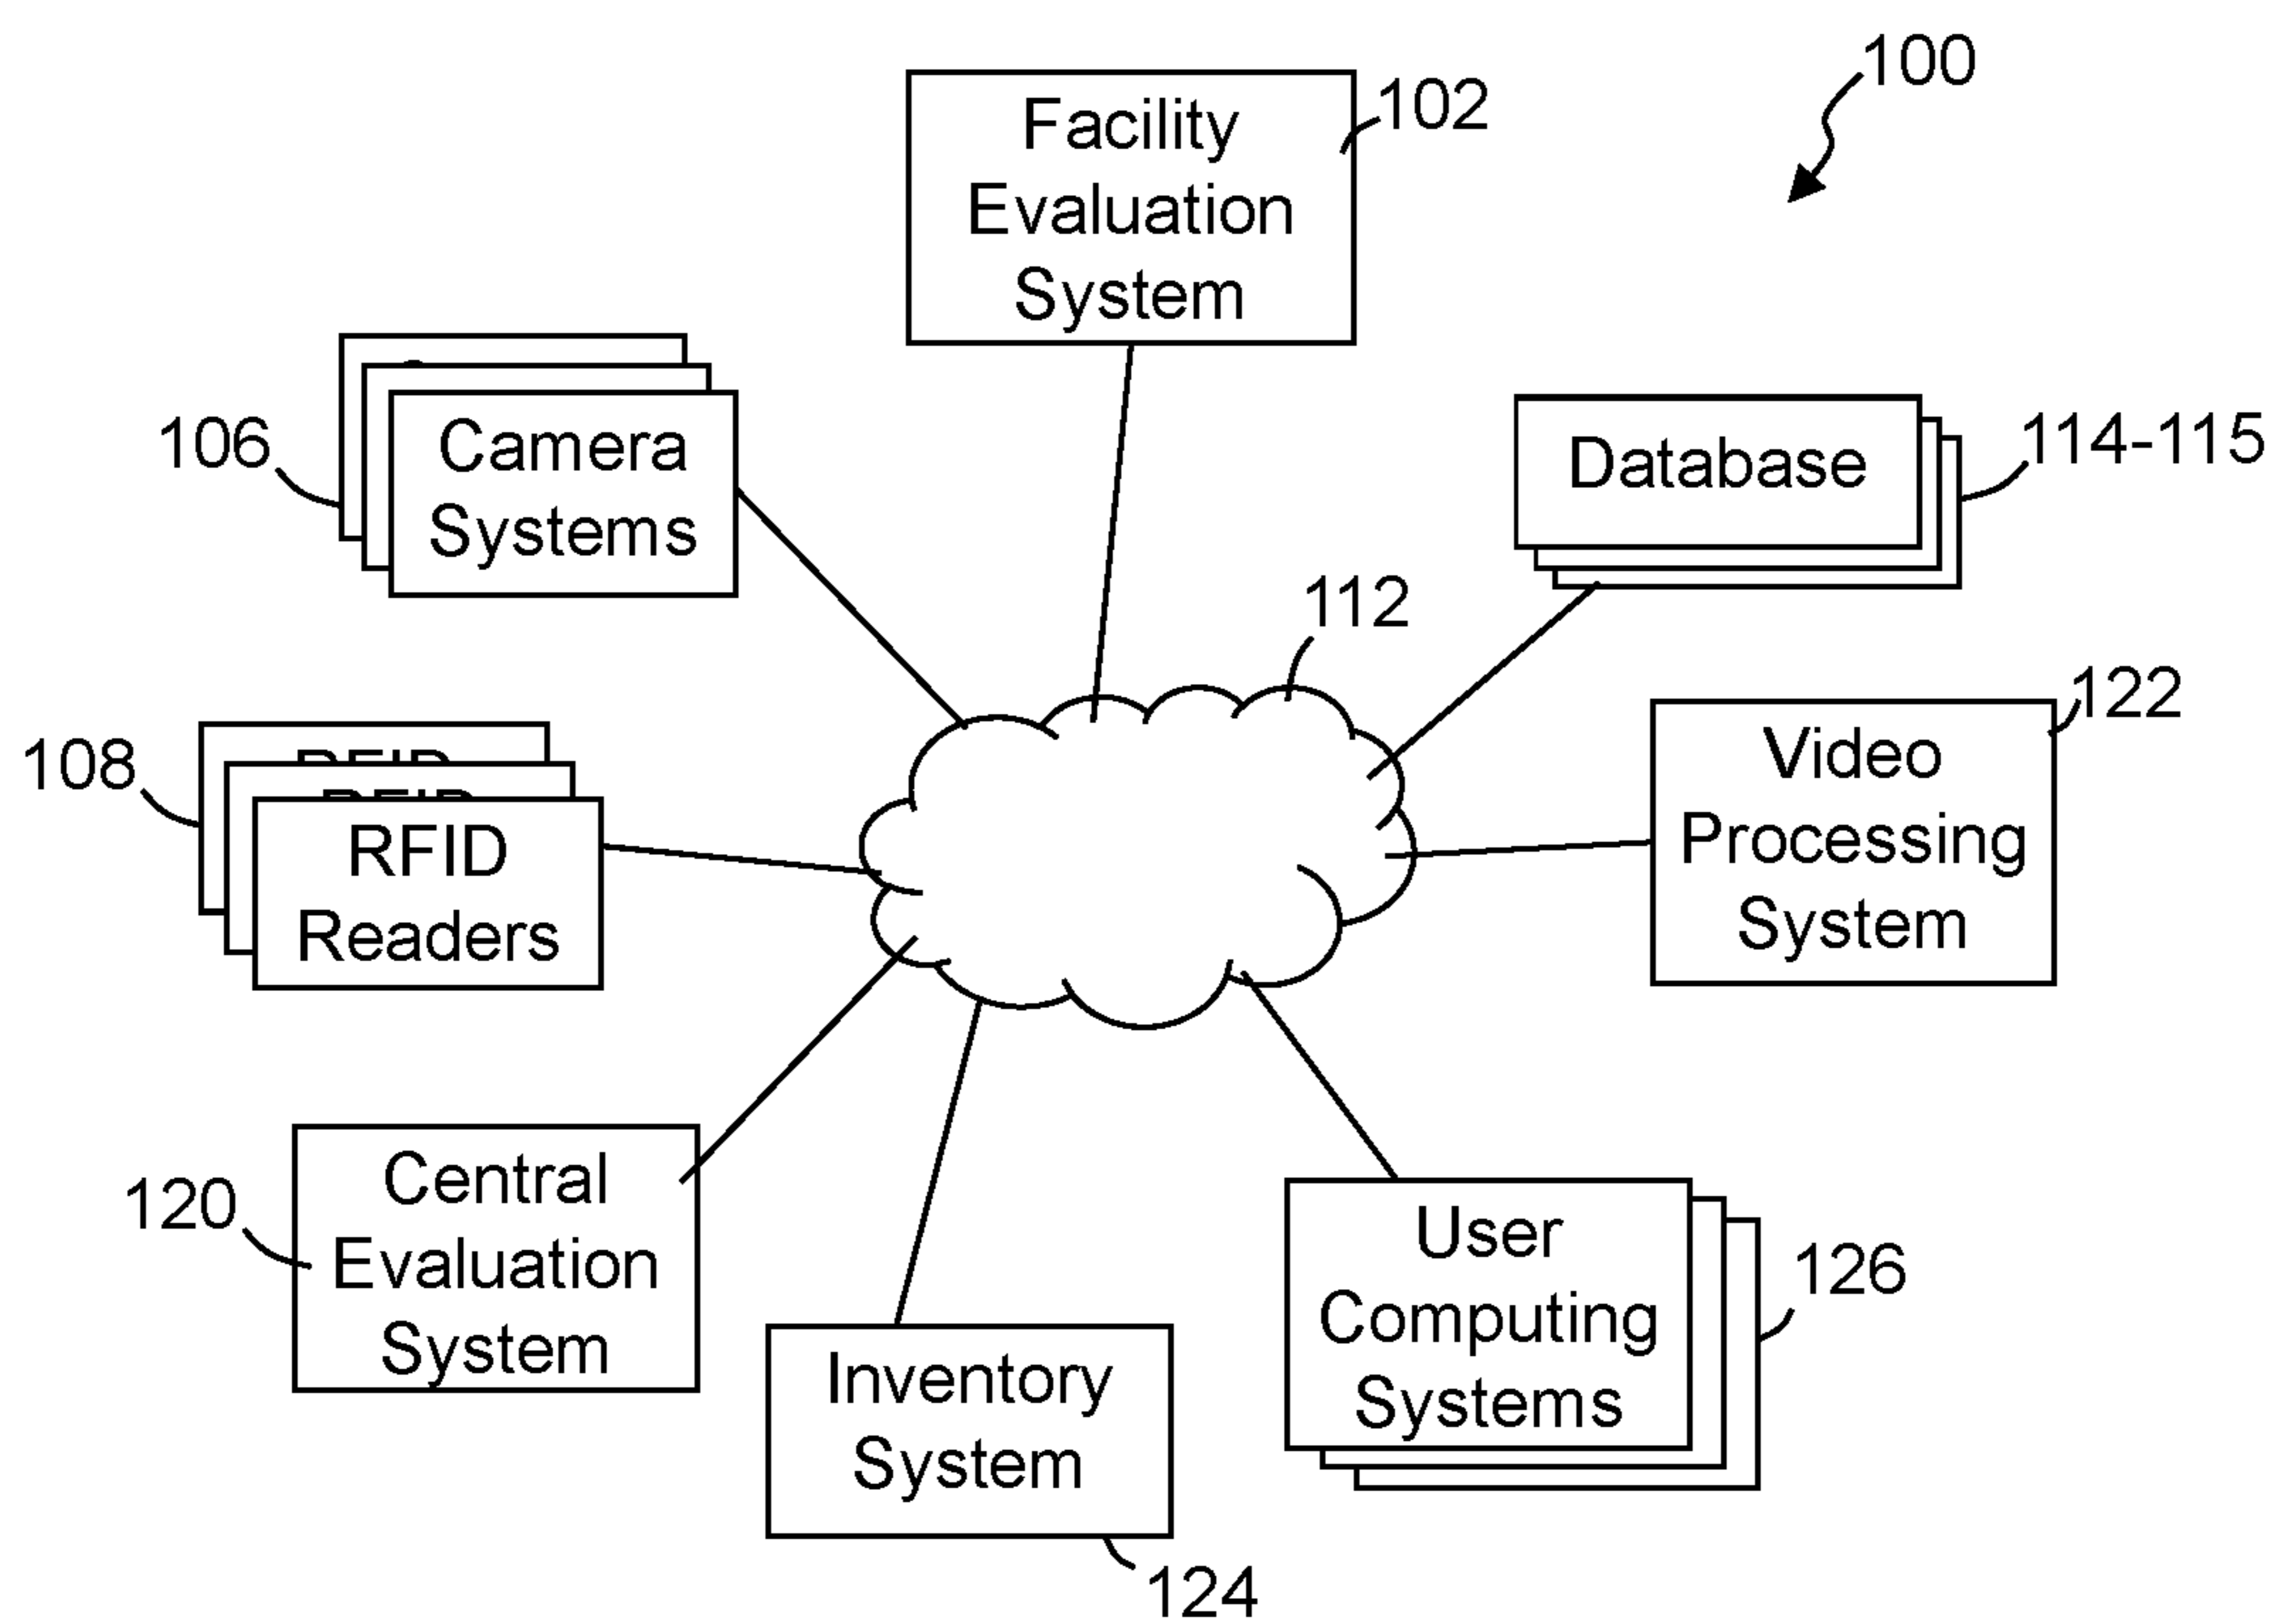 100
Facility
Evaluation
System
102
Camera
Systems
106
Database
114-115
112
RFID
Readers
108
Video
Processing
System
122
Central
Evaluation
System
120
Inventory
System
124
User
Computing
Systems
126